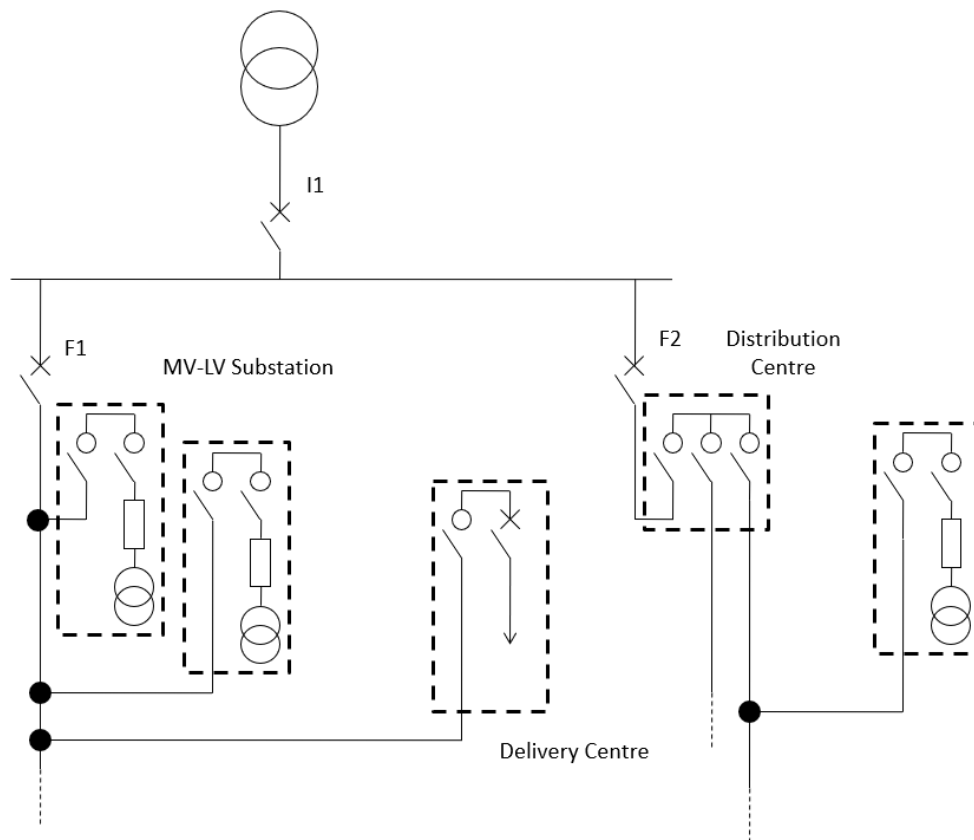 I1
F1
MV-LV Substation
F2
Distribution
Centre
Delivery Centre